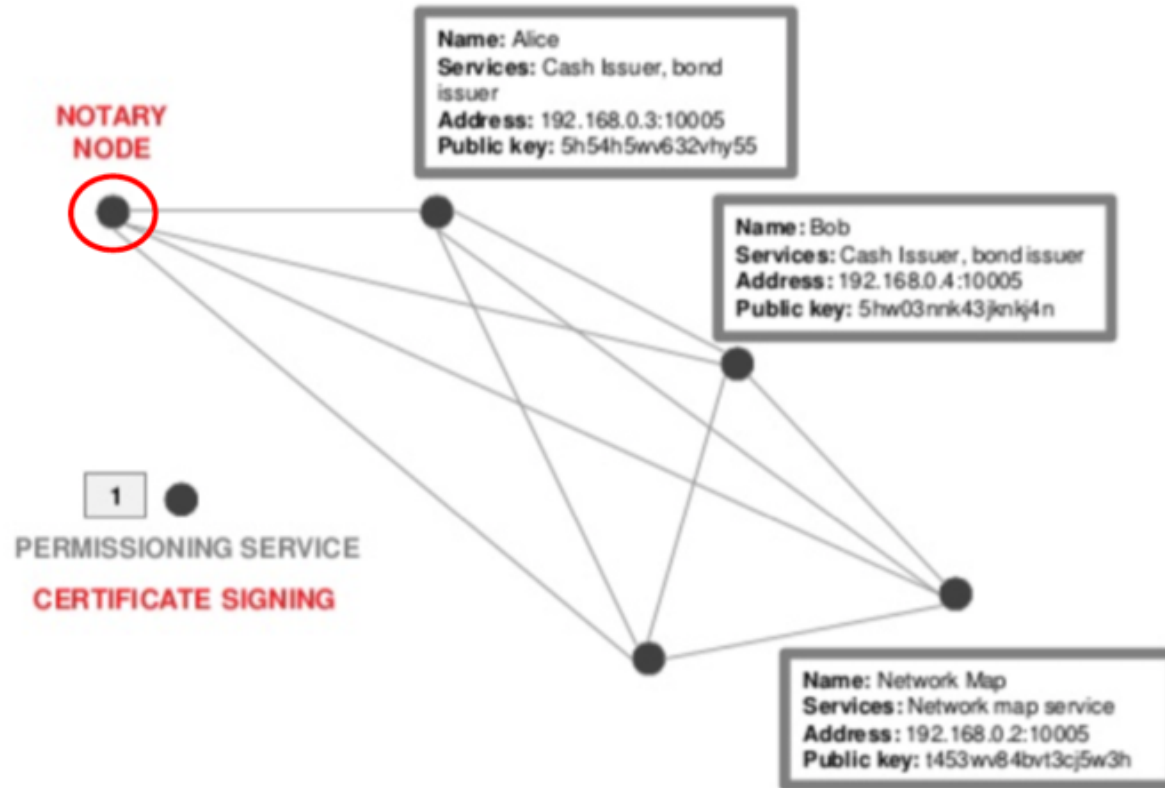 Name: Alice
Services: Cash Issuer, bond
issuer
Address: 192.168.0.3:10005
Public key: 5h54h5wv632vhy55
NOTARY
NODE
Name: Bob
Services: Cash Issuer, bond issuer
Address: 192.168.0.4:10005
Public key: 5hw03nnk43jknkj4n
1
PERMISSIONING SERVICE
CERTIFICATE SIGNING
Name: Network Map
Services: Network map service
Address: 192.168.0.2:10005
Public key: t453wv84bvt3cj5w3h